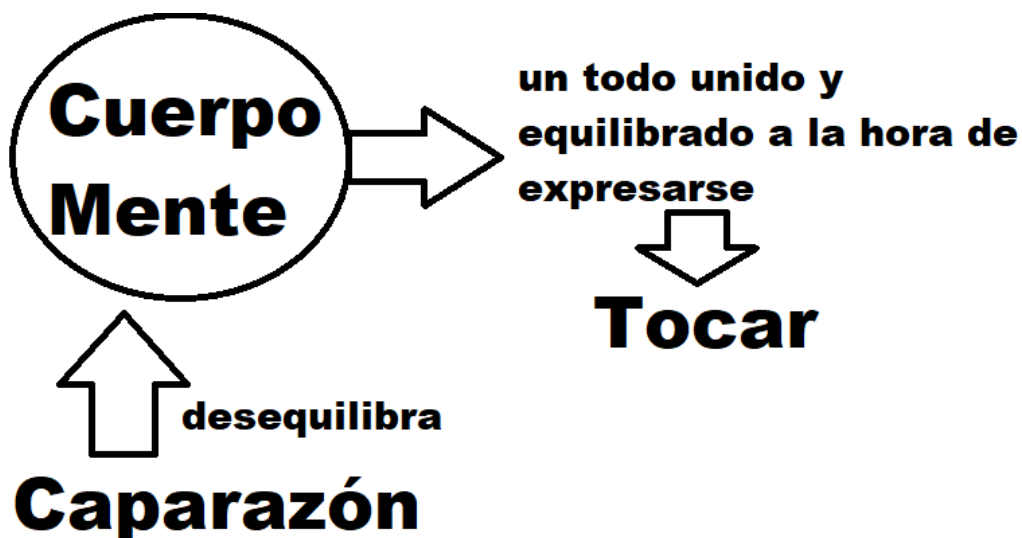 Cuerpo
Mente
un todo unido y
equilibrado a la hora de
expresarse
Tocar
desequilibra
Caparazón